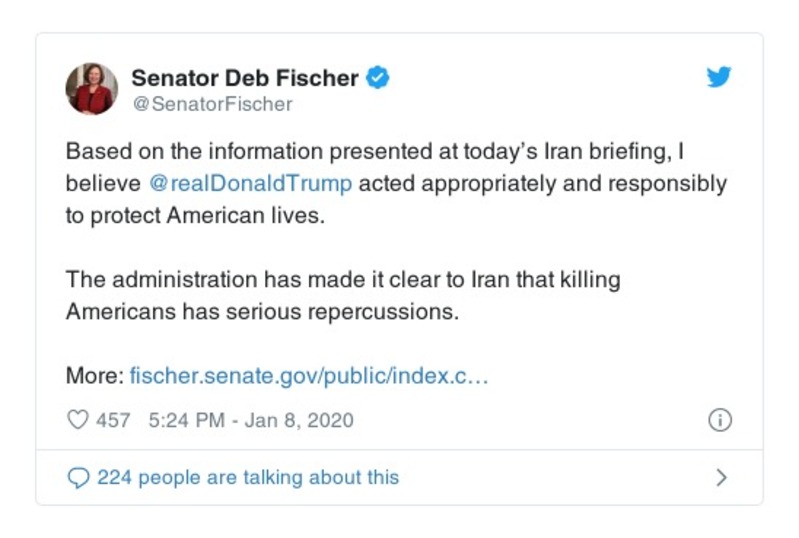 Senator Deb Fischer
@SenatorFischer
Based on the information presented at today's Iran briefing, I
believe @realDonaldTrump acted appropriately and responsibly
to protect American lives.
The administration has made it clear to Iran that killing
Americans has serious repercussions.
More: fischer.senate.gov/public/index.c…
457 5:24 PM - Jan 8, 2020
224 people are talking about this